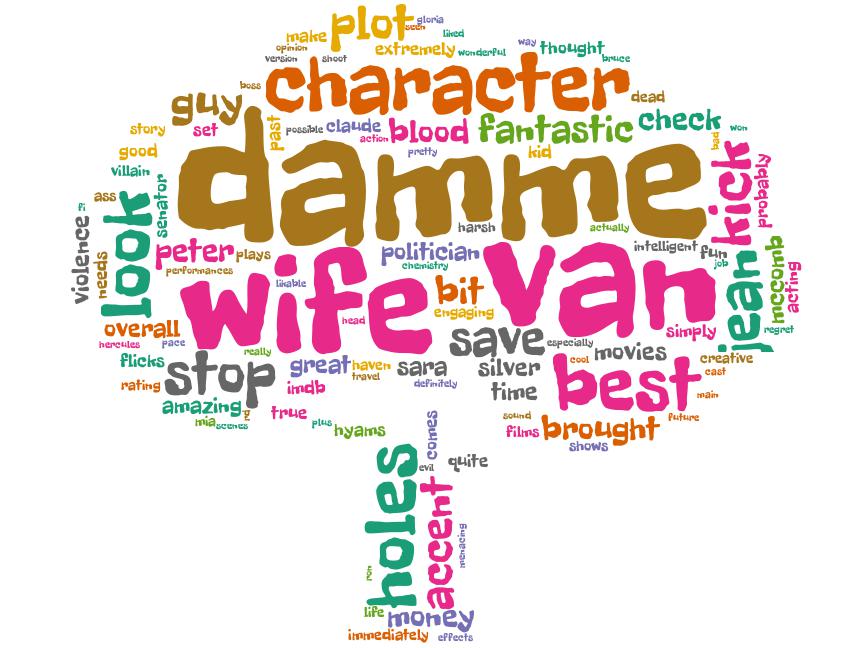 plot
gloria
seen
make
liked
opinion
extremely
wonderful
way
thought
version
shoot
bruce
boss
character
guy
dead
story
set
past
possible
claude
action
blood
fantastic
check
won
bad
good
pretty
kid
villain
senator
damme
kick
probably
ass
look
fi
violence
needs
harsh
actually
peter
plays
politician
chemistry
intelligent
fun
job
jean
mccomb
acting
performances
wife
likable
head
van
bit
engaging
overall
hercules
pace
really
save
especially
simply
regret
flicks
stop
great
haven
travel
sara
definitely
silver
time
cool
movies
creative
cast
rating
imdb
best
main
future
amazing
mia
scenes
true
plus
hyams
comes
sound
films
brought
shows
holes
evil
quite
accent
menacing
ron
life
money
immediately
effects